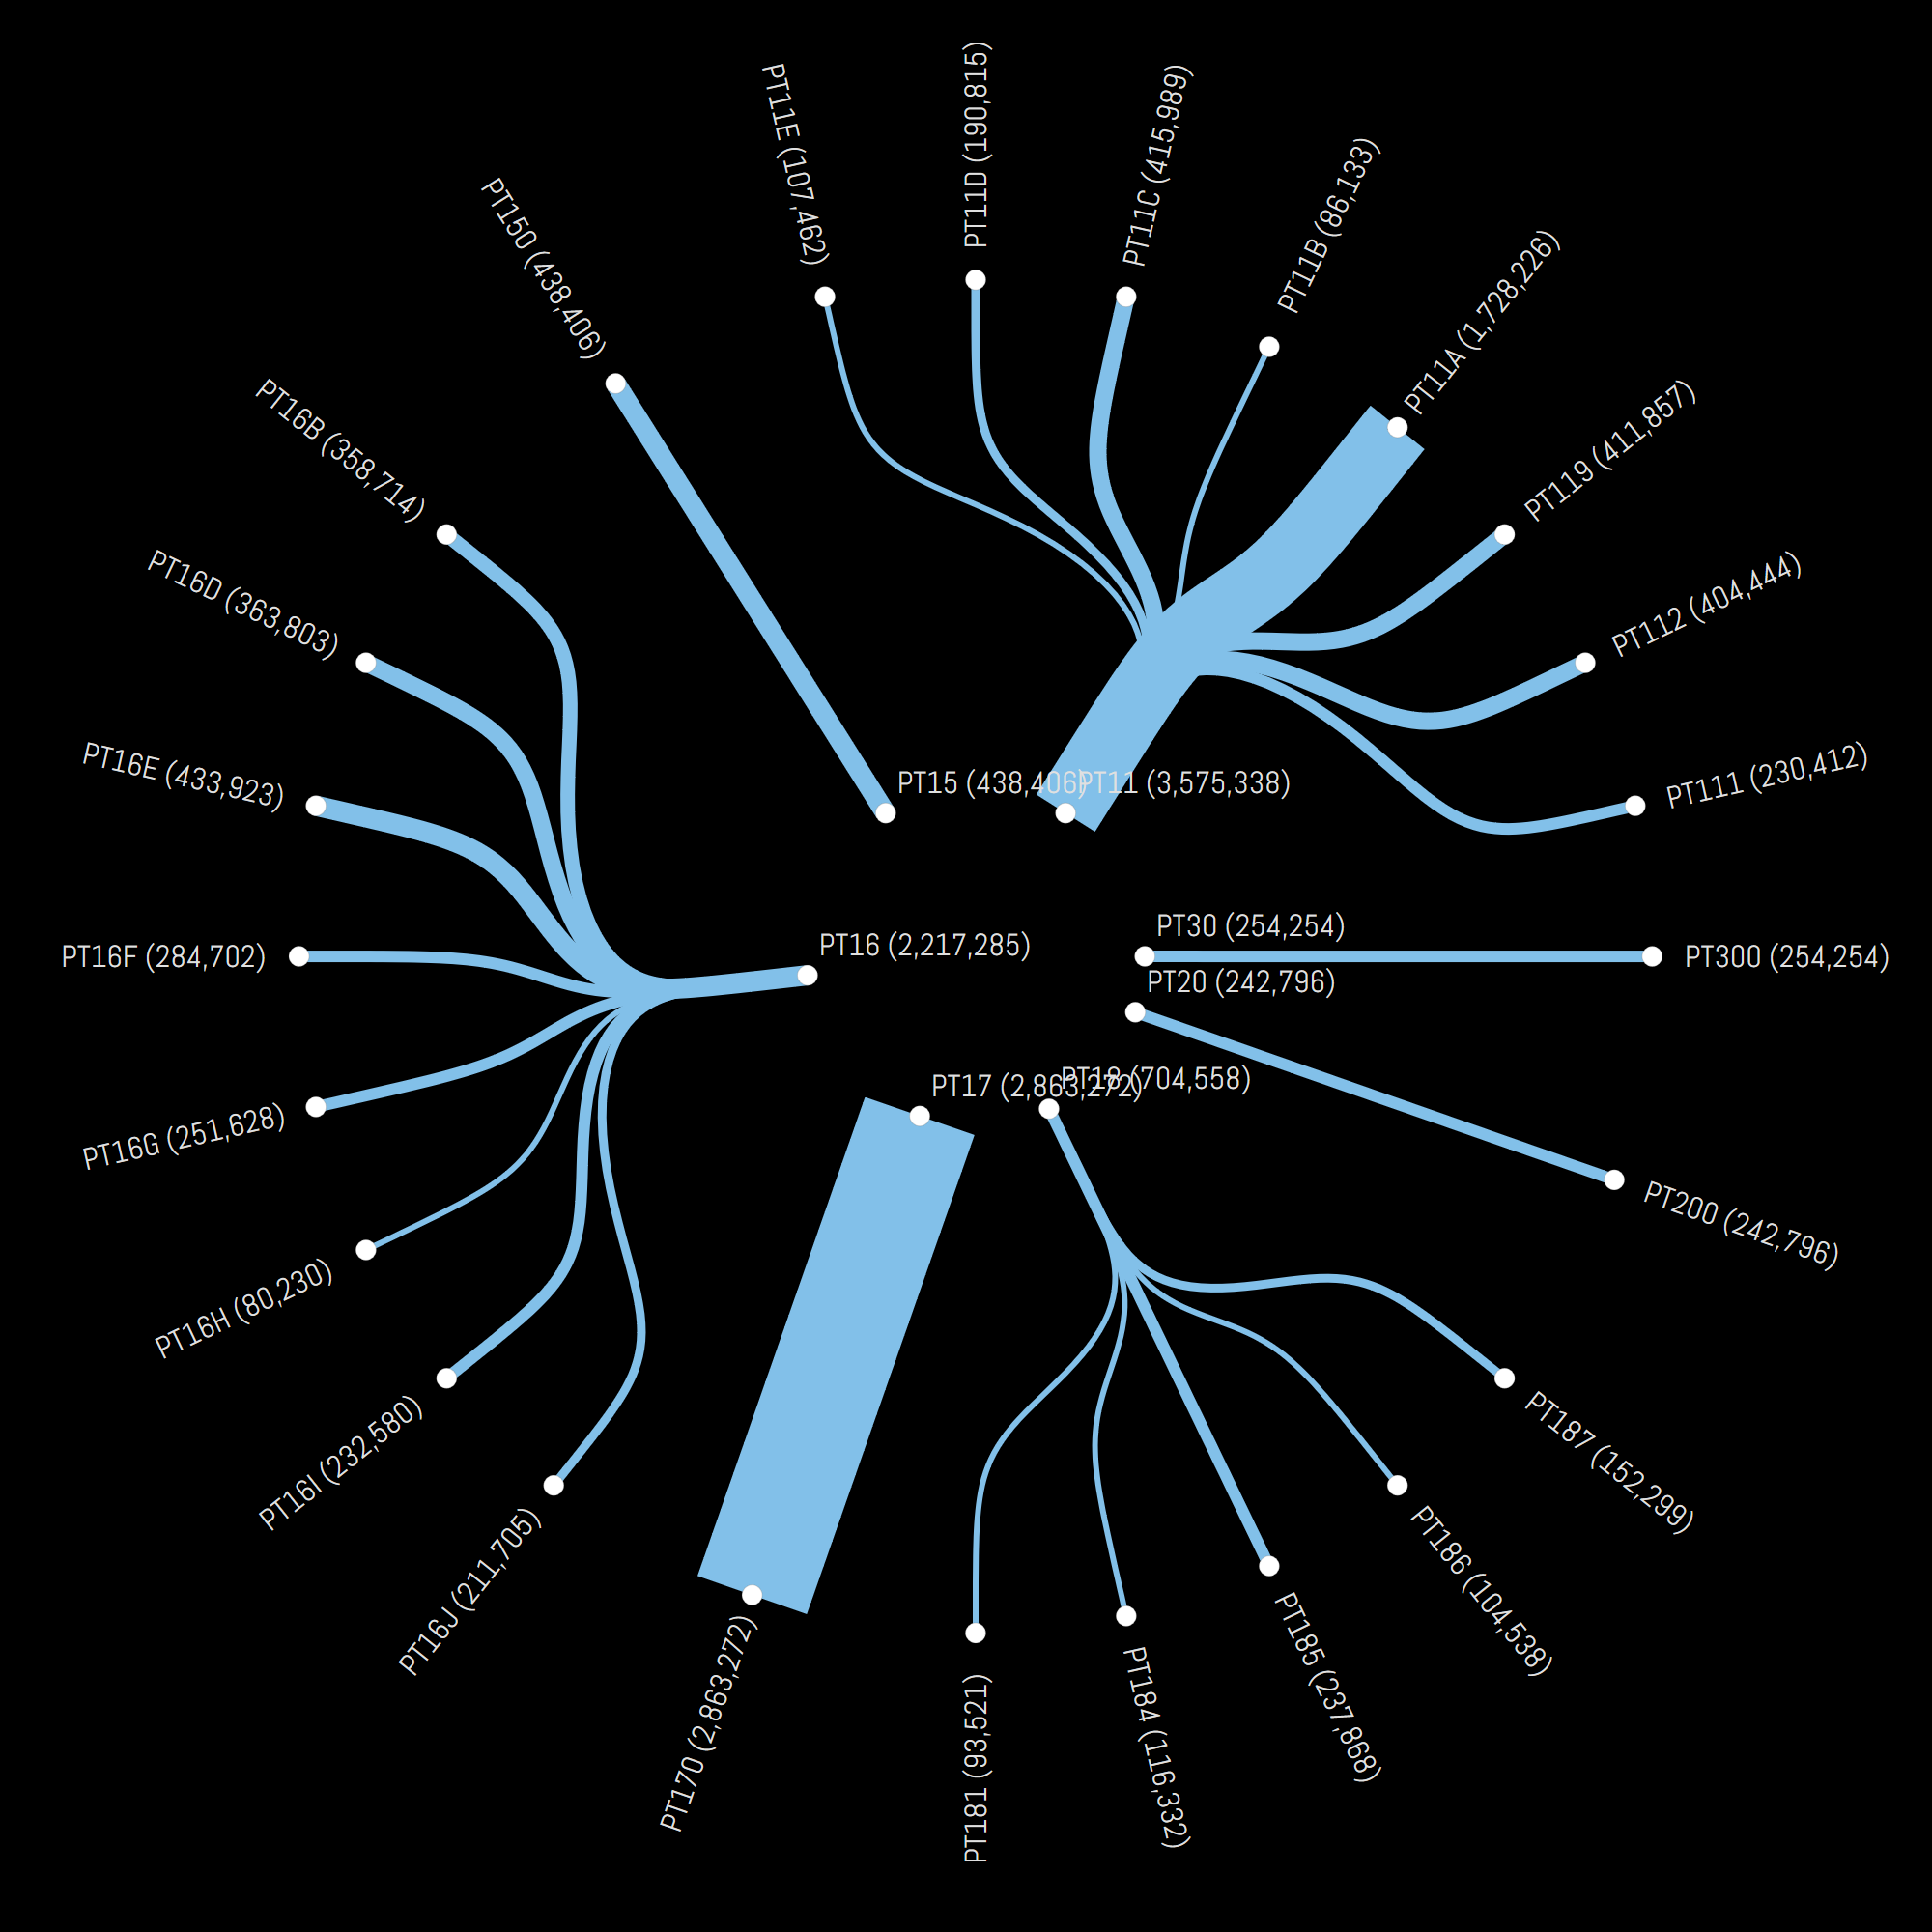 PT11E (107,462)
PT11D (190,815)
PT11C (415,989)
PT11B (86,133)
PT11A (1,728,226)
PT119 (411,857)
PT112 (404,444)
PT111 (230,412)
PT150 (438,406)
PT16B (358,714)
PT16D (363,803)
PT16E (433,923)
PT16F (284,702)
PT16G (251,628)
PT16H (80,230)
PT16I (232,580)
PT16J (211,705)
PT15 (438,406)
PT11 (3,575,338)
PT16 (2,217,285)
PT30 (254,254)
PT300 (254,254)
PT20 (242,796)
PT200 (242,796)
PT17 (2,863,272)
PT18 (704,558)
PT170 (2,863,272)
PT181 (93,521)
PT184 (116,332)
PT185 (237,868)
PT186 (104,538)
PT187 (152,299)